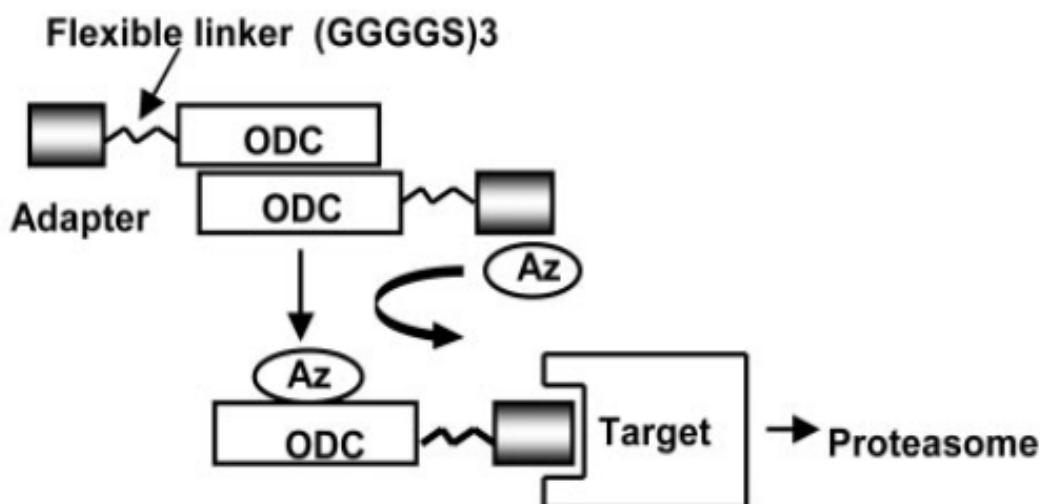 Flexible linker (GGGGS)3
ODC
ODC
Adapter
Az
Az
ODC
Target
Proteasome